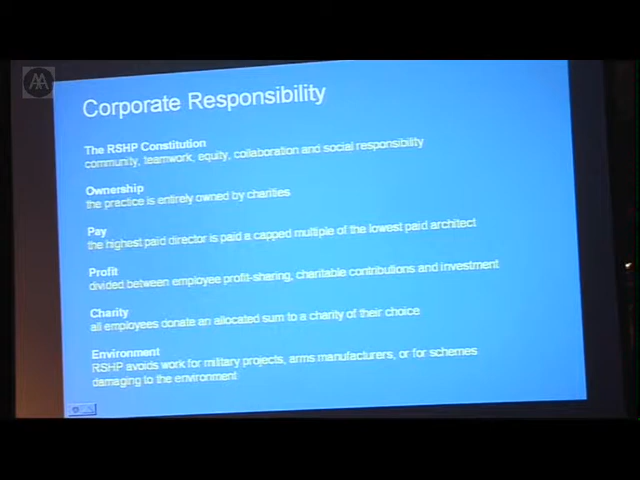 AA
Corporate Responsibility
The RSHP Constitution
community, teamwork, equity, collaboration and social responsibility
Ownership
the practice is entirely owned by charities
Pay
the highest paid director is paid a capped multiple of the lowest paid architect
Profit
divided between employee profit-sharing, charitable contributions and investment
Charity
all employees donate an allocated sum to a charity of their choice
Environment
RSHP avoids work for military projects, arms manufacturers, or for schemes
damaging to the environment